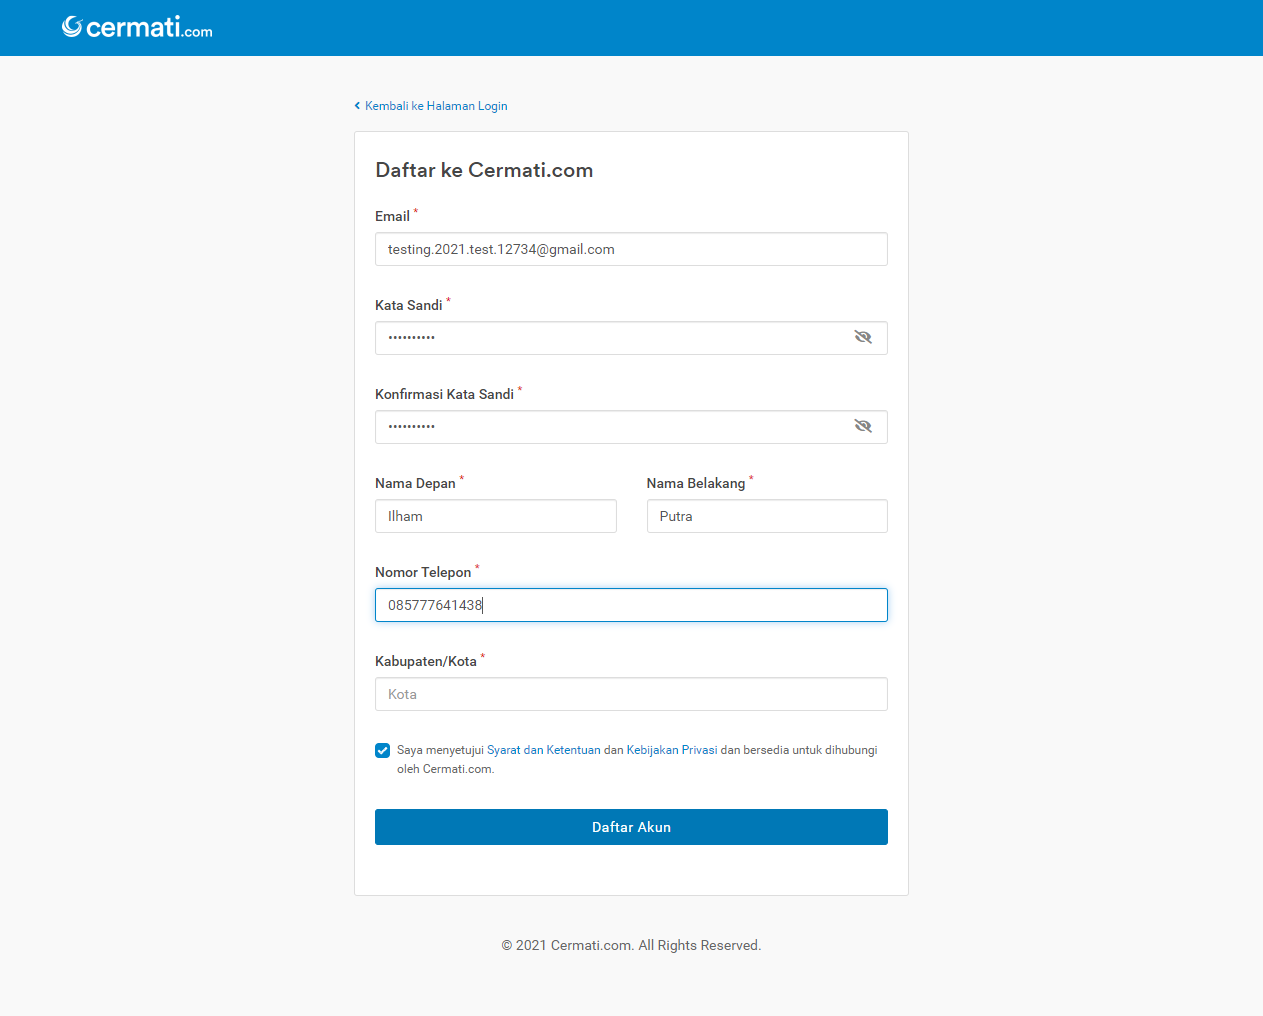 cermati.com
Kembali ke Halaman Login
Daftar ke Cermati.com
Email *
testing.2021.test.12734@gmail.com
Kata Sandi *
••••••••••
Konfirmasi Kata Sandi *
••••••••••
Nama Depan * Nama Belakang *
Ilham Putra
Nomor Telepon *
085777641438
Kabupaten/Kota *
Kota
Saya menyetujui Syarat dan Ketentuan dan Kebijakan Privasi dan bersedia untuk dihubungi
oleh Cermati.com.
Daftar Akun
© 2021 Cermati.com. All Rights Reserved.